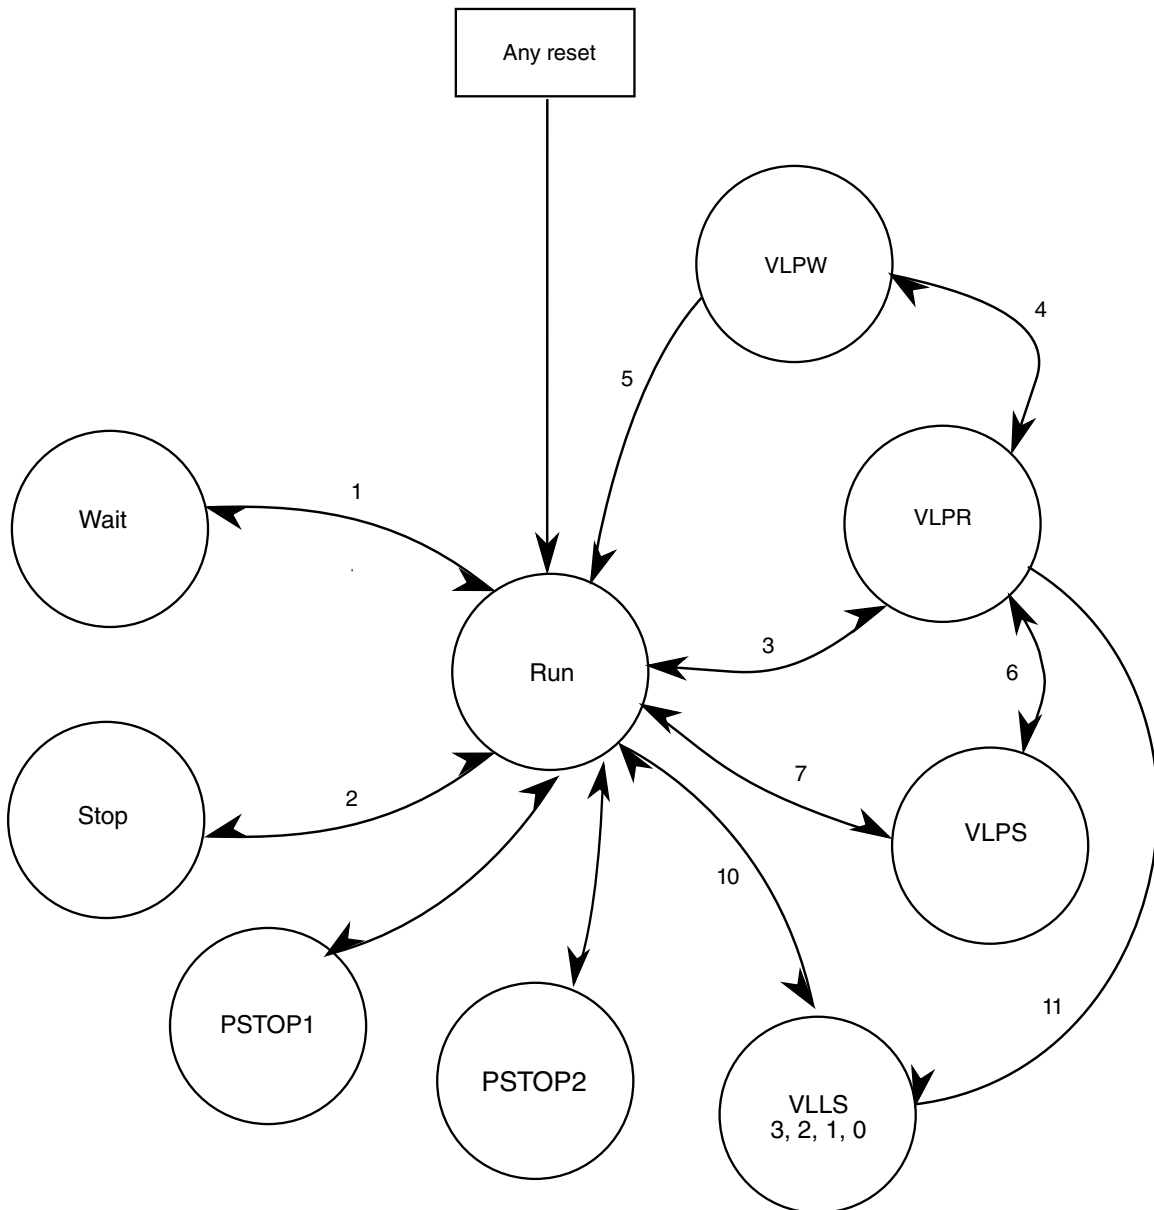 Any reset
VLPW
4
5
VLPR
1
Wait
3
Run
6
7
2
Stop
VLPS
10
11
PSTOP1
PSTOP2
VLLS
3, 2, 1, 0